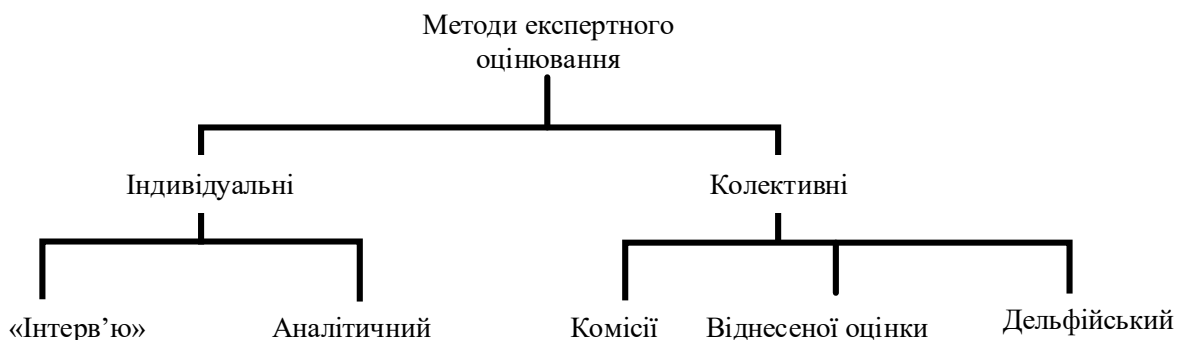 Методи експертного
оцінювання
Індивідуальні
Колективні
«Інтерв’ю»
Аналітичний
Комісії
Віднесеної оцінки
Дельфійський